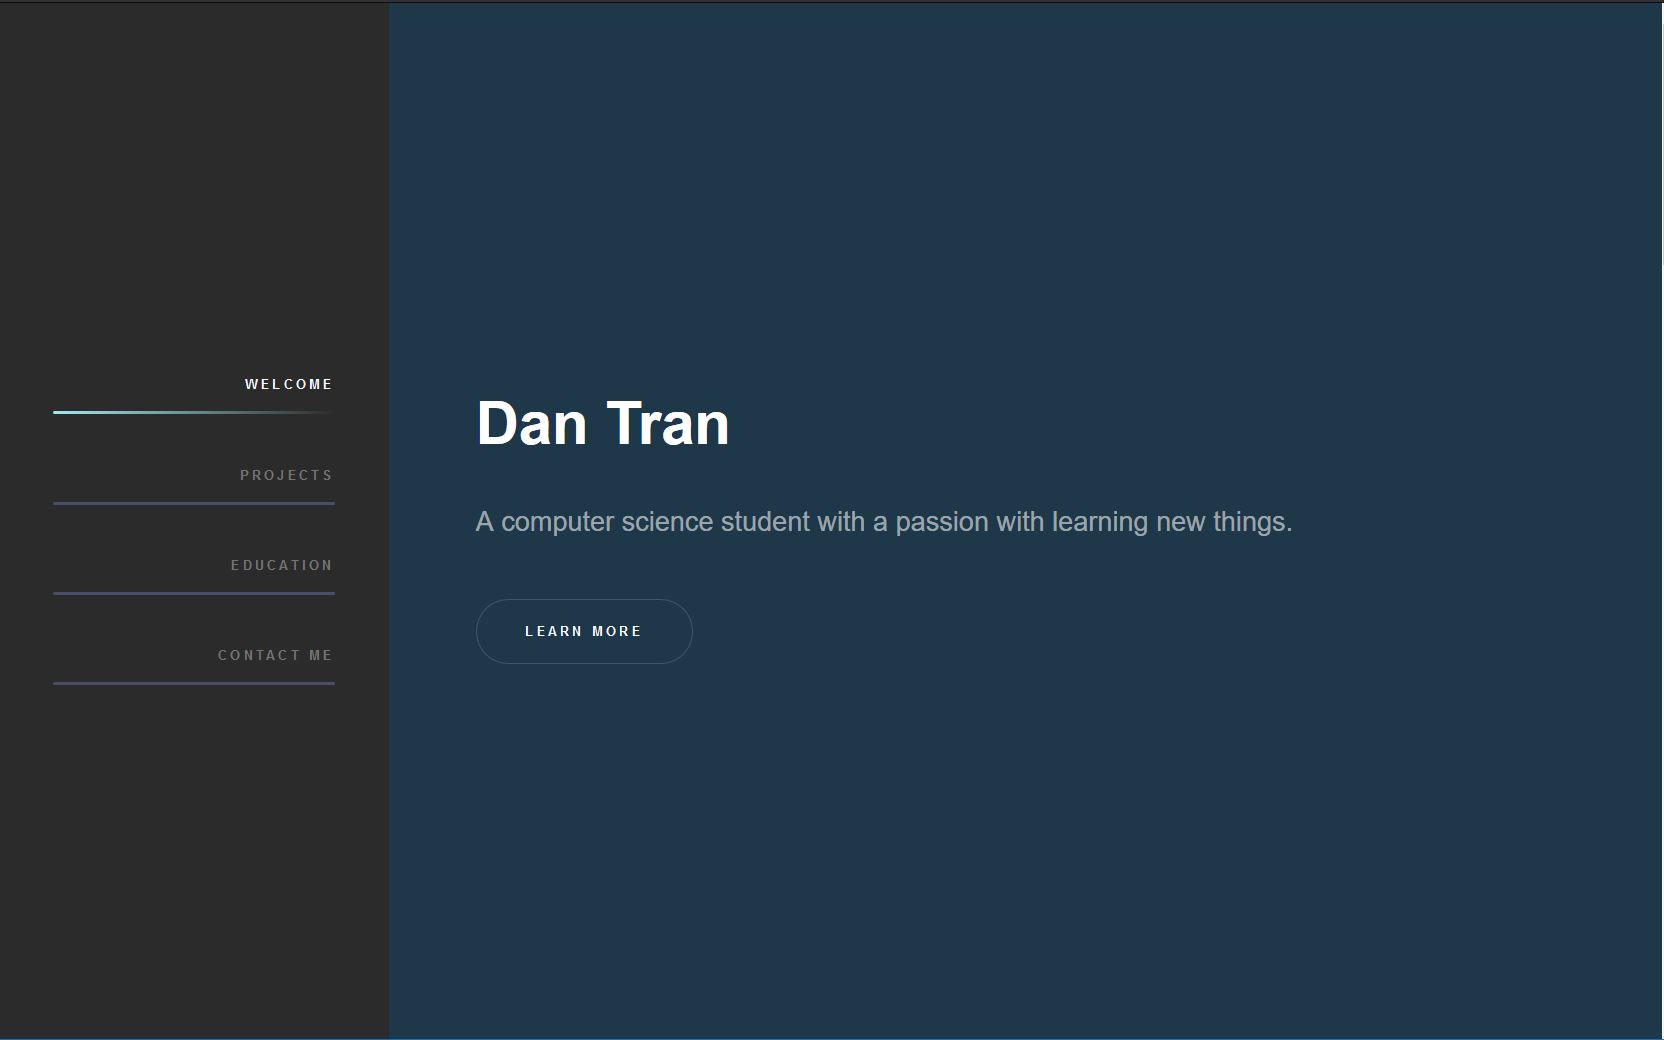 WELCOME
PROJECTS
EDUCATION
CONTACT ME
Dan Tran
A computer science student with a passion with learning new things.
LEARN MORE